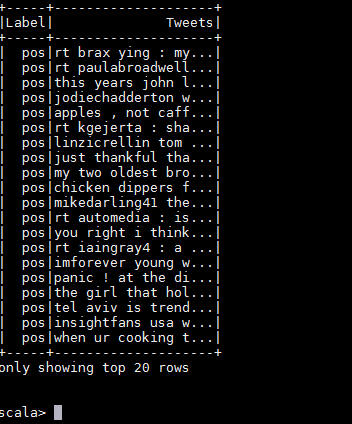 +-----+--------------------+
|Label|              Tweets|
+-----+--------------------+
|  pos|rt brax ying : my...|
|  pos|rt paulabroadwell...|
|  pos|this years john l...|
|  pos|jodiechadderton w...|
|  pos|apples , not caff...|
|  pos|rt kgejerta : sha...|
|  pos|linzicrellin tom ...|
|  pos|just thankful tha...|
|  pos|my two oldest bro...|
|  pos|chicken dippers f...|
|  pos|mikedarling41 the...|
|  pos|rt automedia : is...|
|  pos|you right i think...|
|  pos|rt iaingray4 : a ...|
|  pos|imforever young w...|
|  pos|panic ! at the di...|
|  pos|the girl that hol...|
|  pos|tel aviv is trend...|
|  pos|insightfans usa w...|
|  pos|when ur cooking t...|
+-----+--------------------+
only showing top 20 rows
scala>